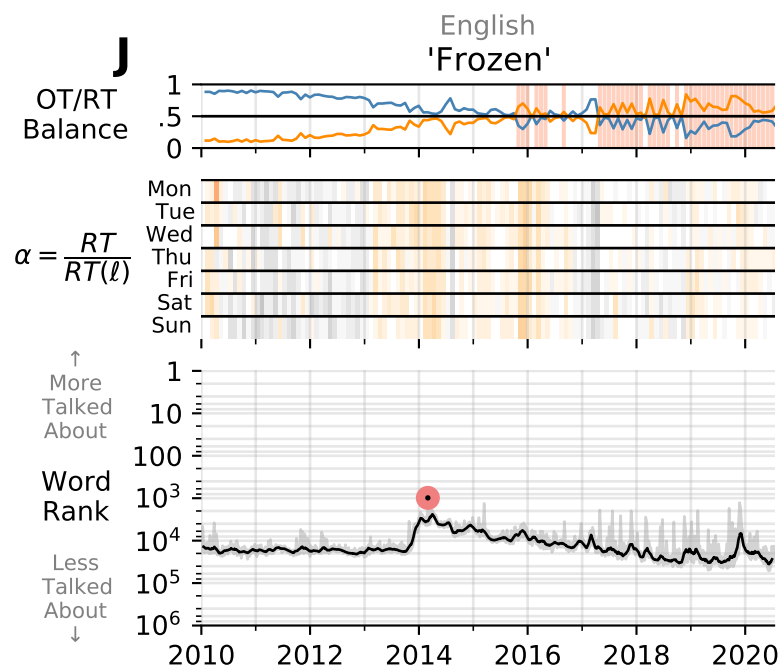 J
English
'Frozen'
OT/RT
Balance
1
.5
0
Mon
Tue
Wed
Thu
Fri
Sat
Sun
α = RT / RT(ℓ)
↑
More
Talked
About
Word
Rank
Less
Talked
About
↓
1
10
100
10³
10⁴
10⁵
10⁶
2010 2012 2014 2016 2018 2020